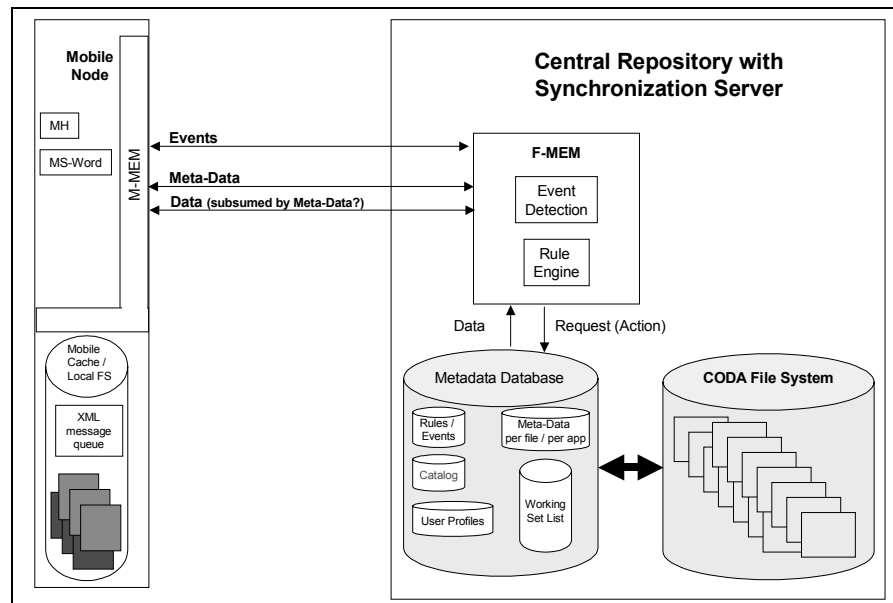 Mobile
Node
MH
MS-Word
M-MEM
Mobile
Cache /
Local FS
XML
message
queue
Events
Meta-Data
Data (subsumed by Meta-Data?)
Central Repository with
Synchronization Server
F-MEM
Event
Detection
Rule
Engine
Data
Request (Action)
Metadata Database
Rules /
Events
Meta-Data
per file / per app
Catalog
User Profiles
Working
Set List
CODA File System